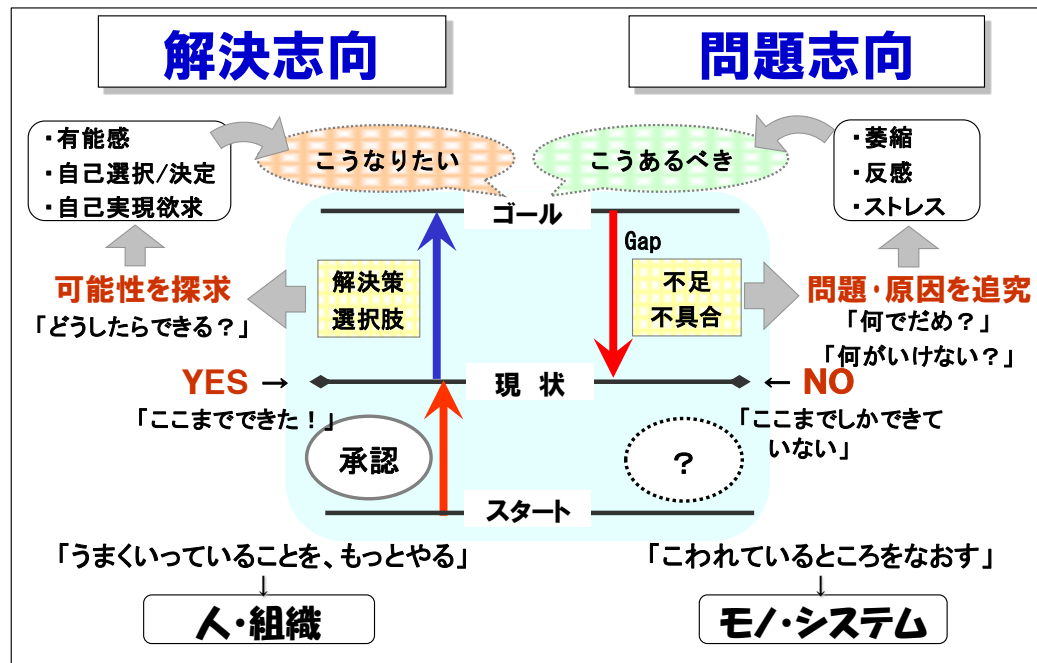 解決志向
問題志向
・有能感
・自己選択/決定
・自己実現欲求
こうなりたい
こうあるべき
・萎縮
・反感
・ストレス
ゴール
Gap
可能性を探求
「どうしたらできる？」
解決策
選択肢
不足
不具合
問題・原因を追究
「何でだめ？」
「何がいけない？」
YES →
現 状
← NO
「ここまでできた！」
「ここまでしかできて
いない」
承認
？
スタート
「うまくいっていることを、もっとやる」
「こわれているところをなおす」
↓
↓
人・組織
モノ・システム